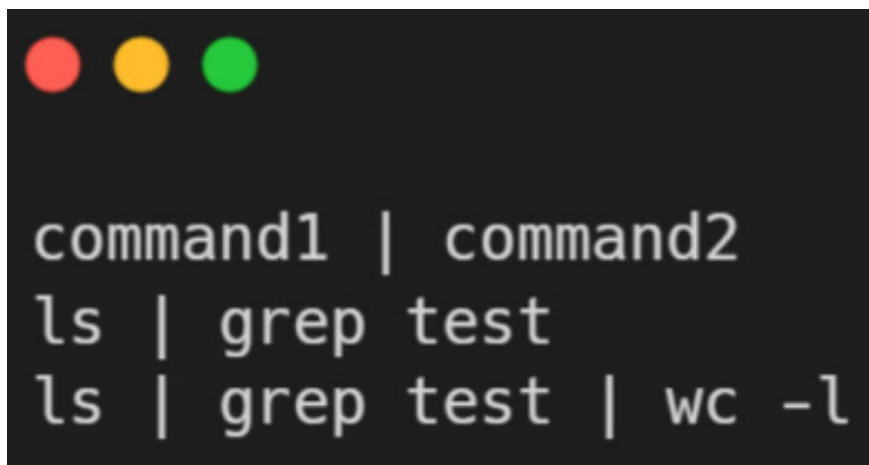 command1 | command2
ls | grep test
ls | grep test | wc -l